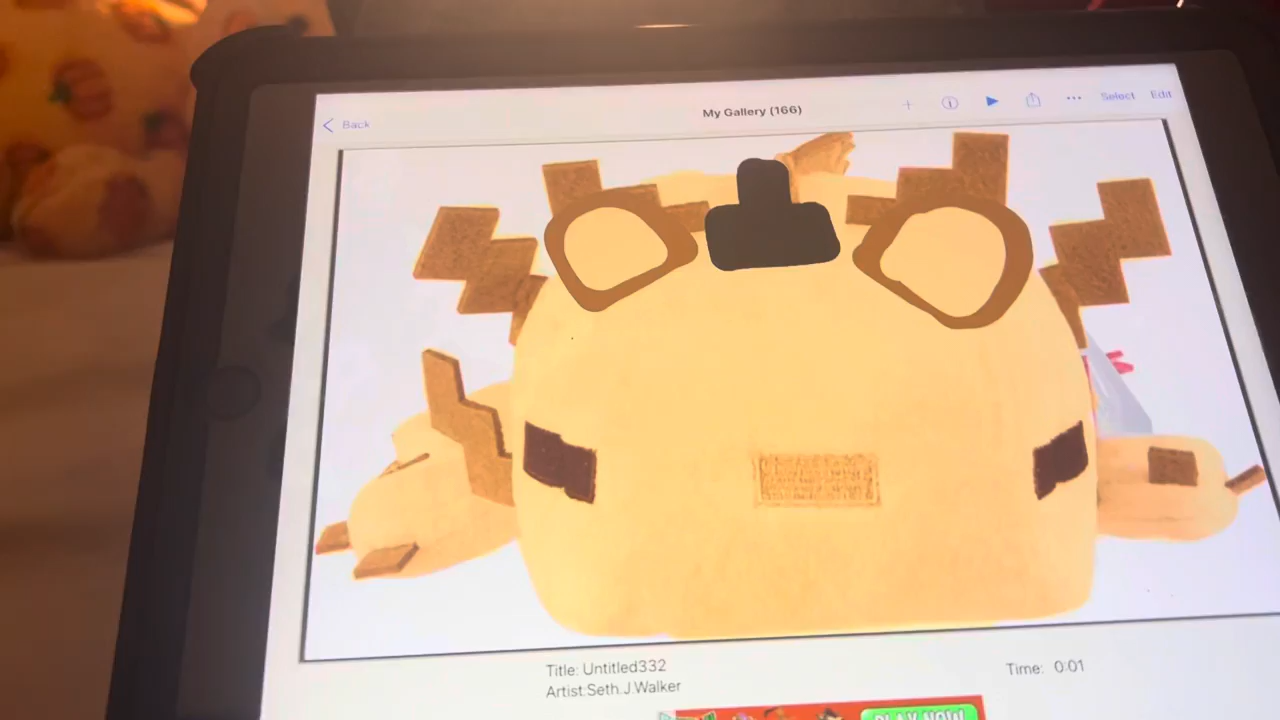 Back
My Gallery (166)
Select
Edit
Title: Untitled332
Time: 0:01
Artist:Seth.J.Walker
PLAY NOW